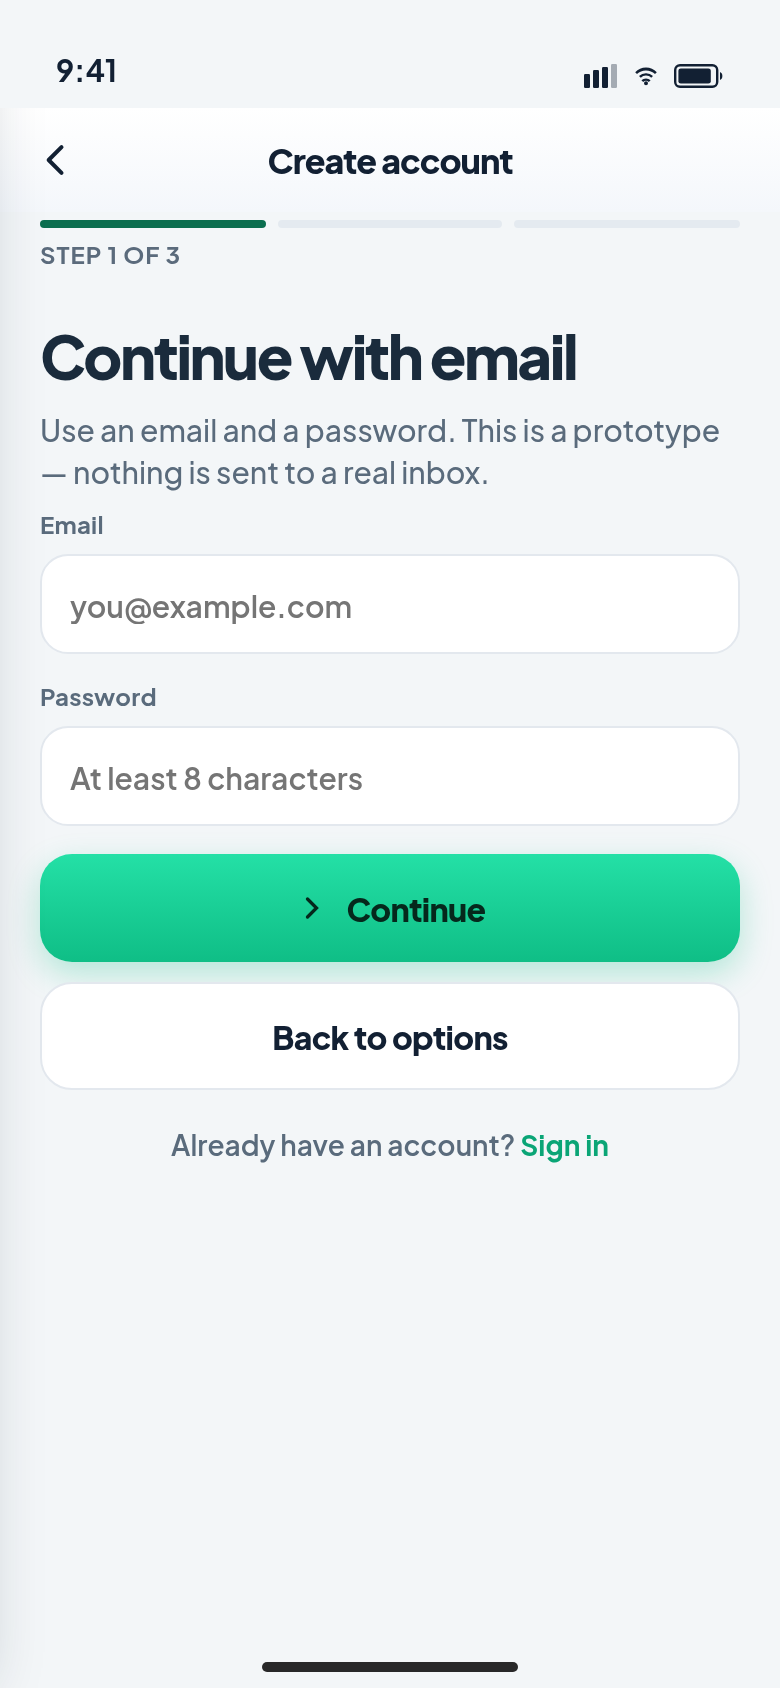 9:41
Create account
STEP 1 OF 3
Continue with email
Use an email and a password. This is a prototype
— nothing is sent to a real inbox.
Email
you@example.com
Password
At least 8 characters
Continue
Back to options
Already have an account? Sign in